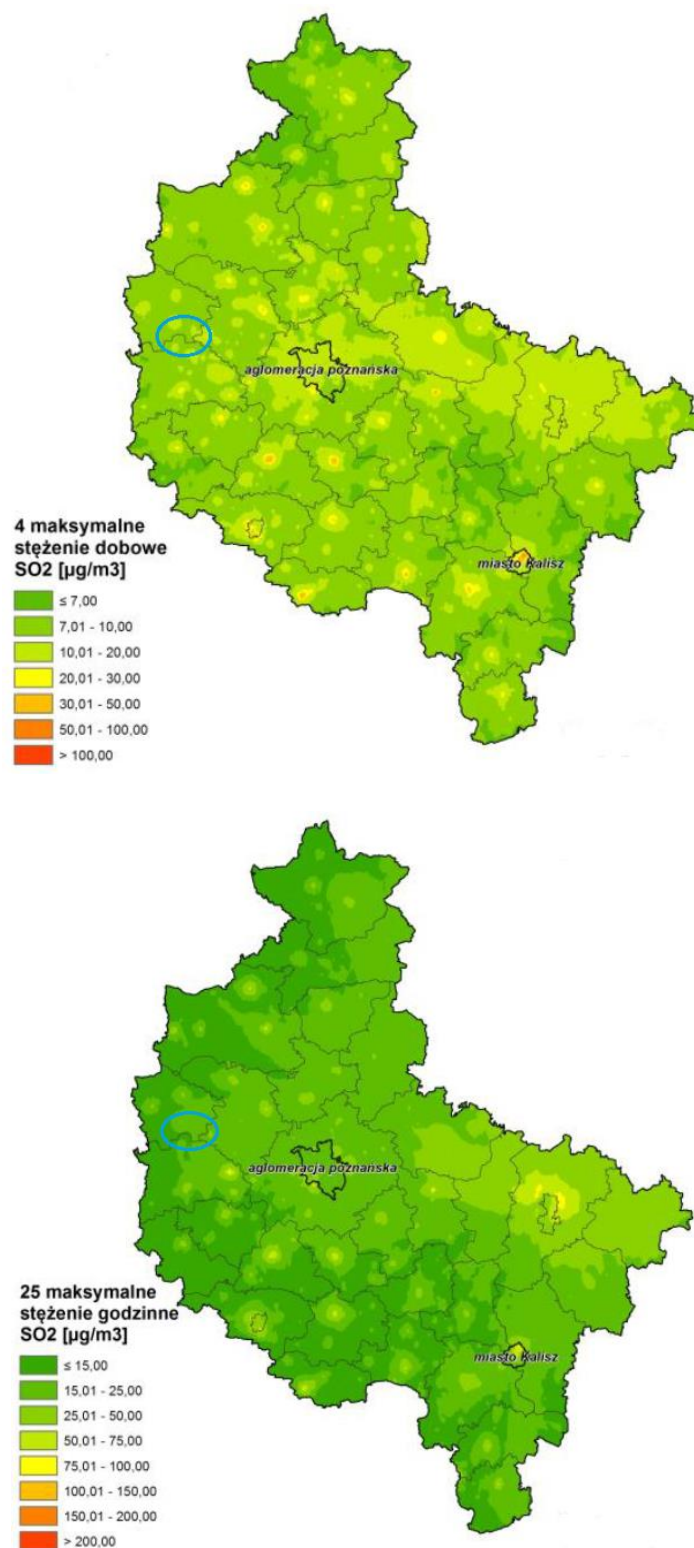 aglomeracja poznańska
4 maksymalne
stężenie dobowe
SO2 [µg/m3]
miasto Kalisz
≤ 7,00
7,01 - 10,00
10,01 - 20,00
20,01 - 30,00
30,01 - 50,00
50,01 - 100,00
> 100,00
aglomeracja poznańska
25 maksymalne
stężenie godzinne
SO2 [µg/m3]
miasto Kalisz
≤ 15,00
15,01 - 25,00
25,01 - 50,00
50,01 - 75,00
75,01 - 100,00
100,01 - 150,00
150,01 - 200,00
> 200,00